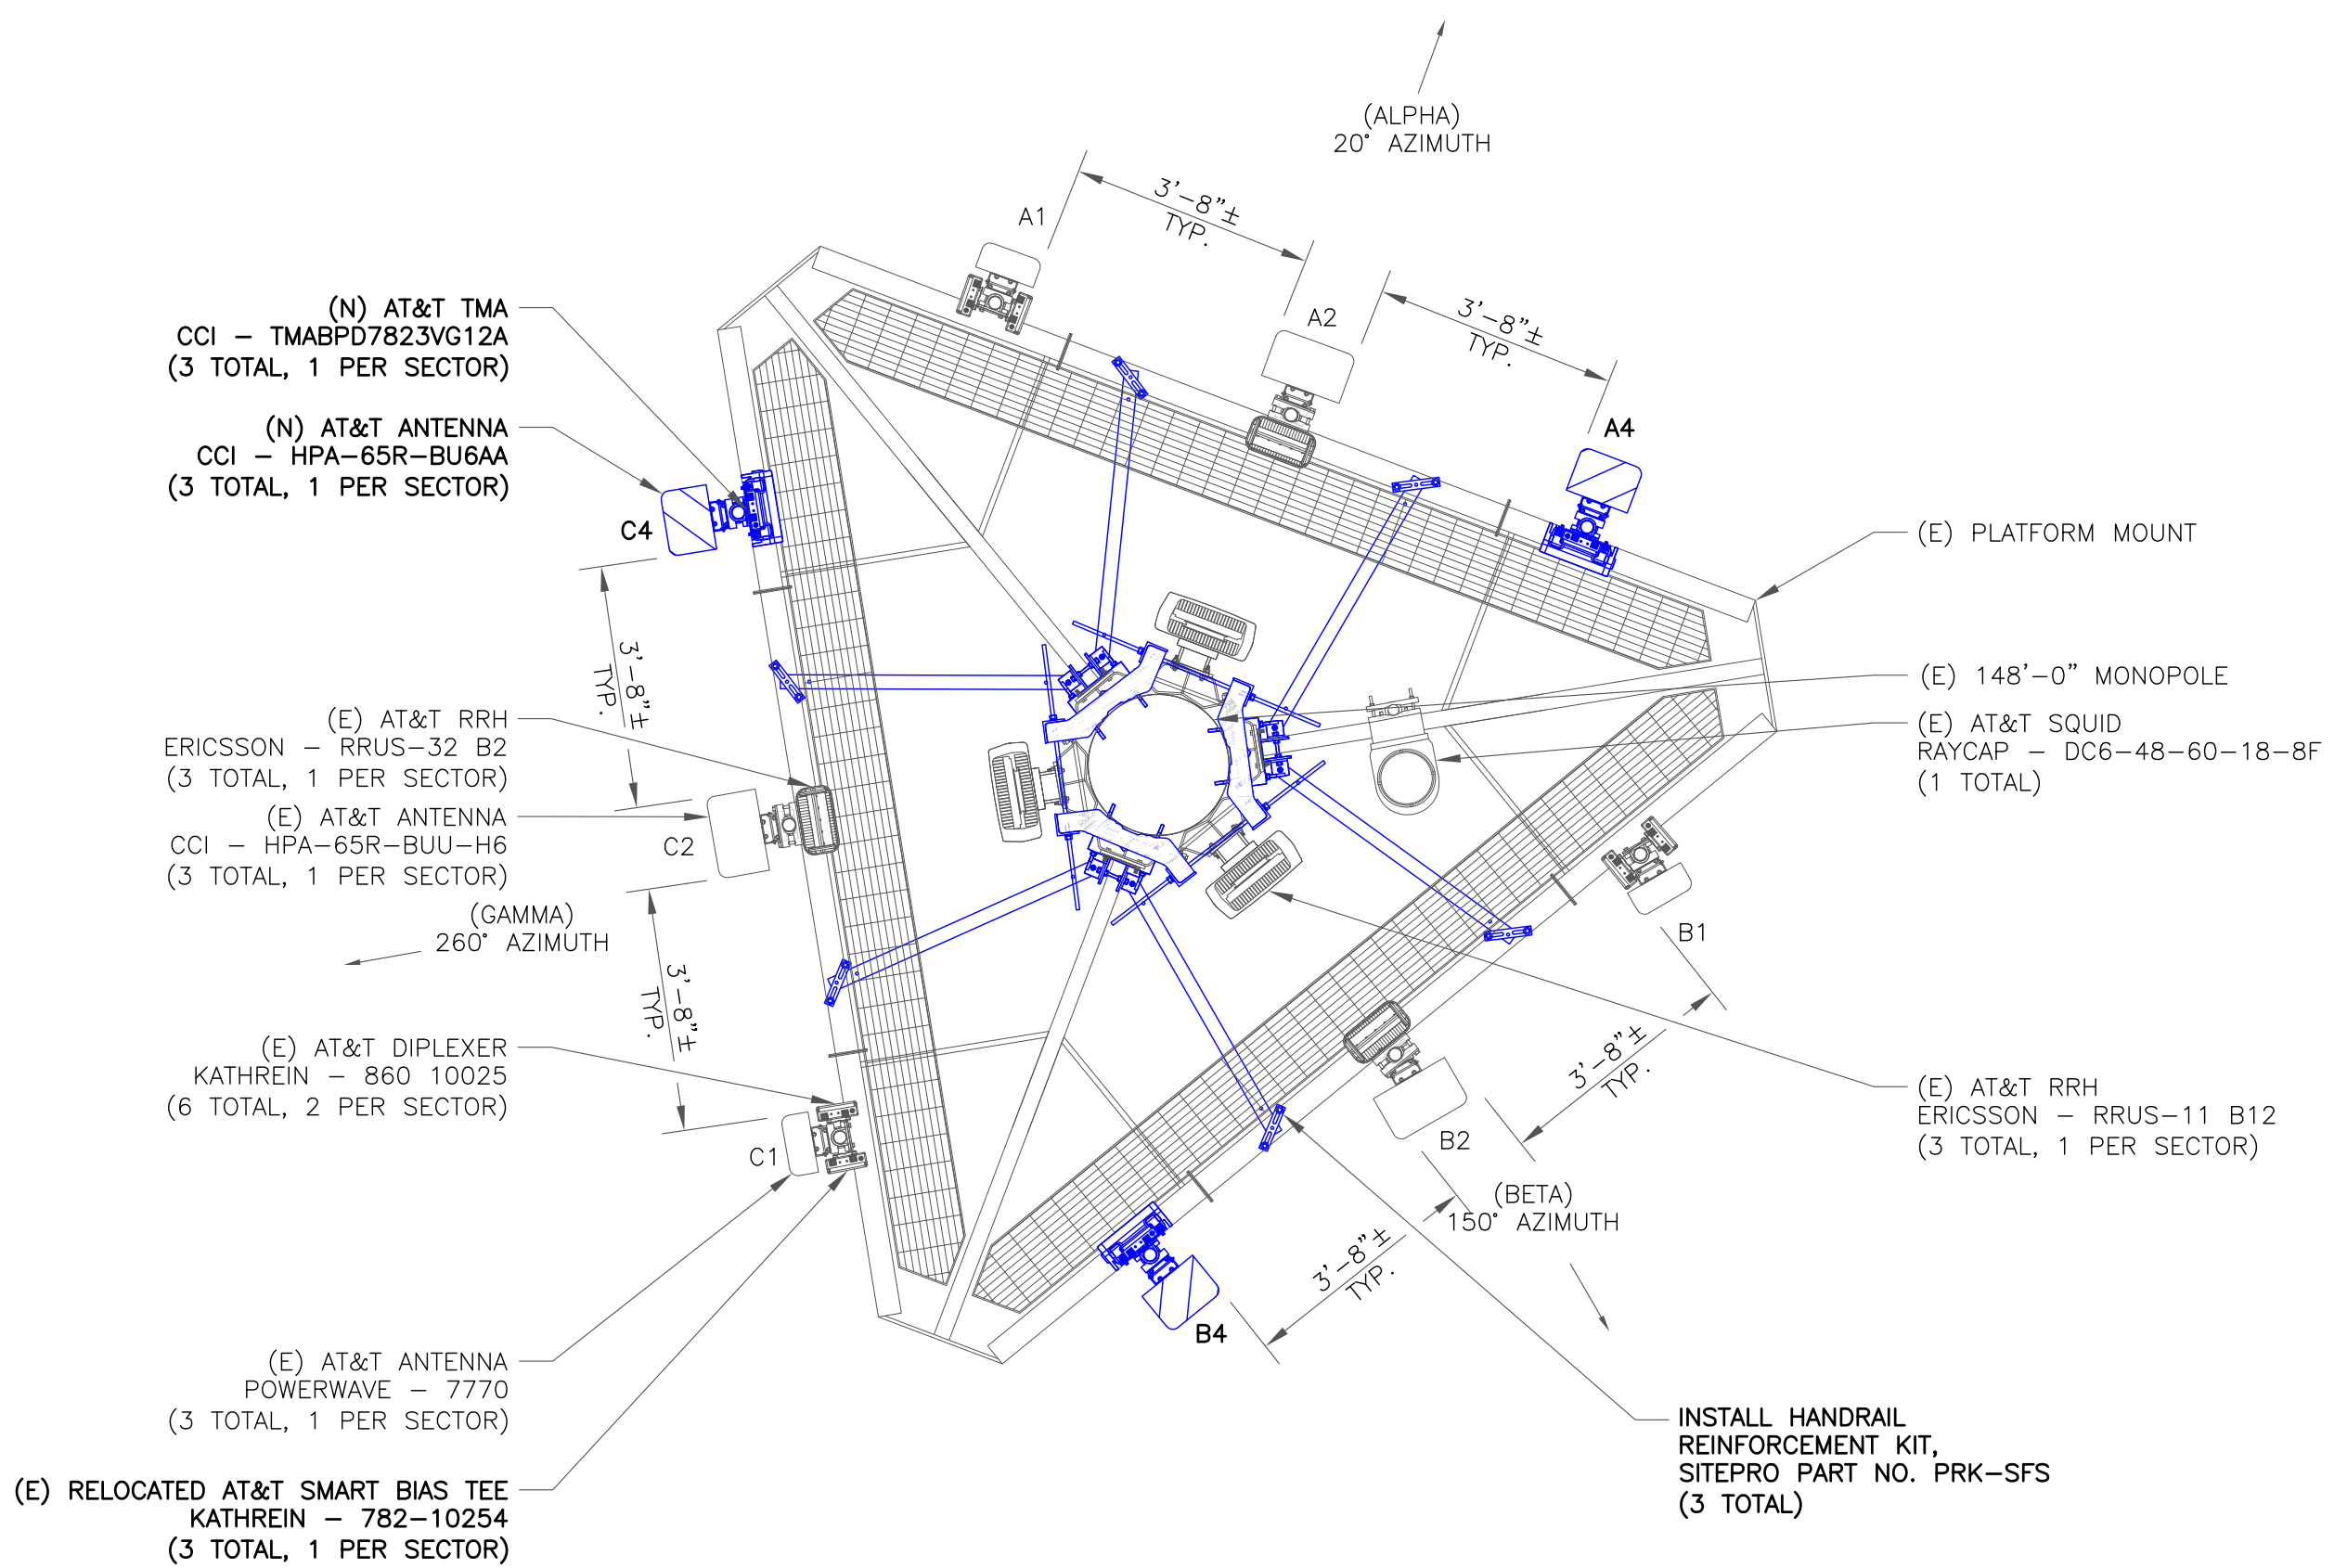 (ALPHA)
20° AZIMUTH
A1
3'-8"±
TYP.
A2
3'-8"±
TYP.
A4
(N) AT&T TMA
CCI - TMABPD7823VG12A
(3 TOTAL, 1 PER SECTOR)
(N) AT&T ANTENNA
CCI - HPA-65R-BU6AA
(3 TOTAL, 1 PER SECTOR)
C4
3'-8"±
TYP.
(E) AT&T RRH
ERICSSON - RRUS-32 B2
(3 TOTAL, 1 PER SECTOR)
(E) AT&T ANTENNA
CCI - HPA-65R-BUU-H6
(3 TOTAL, 1 PER SECTOR)
C2
(GAMMA)
260° AZIMUTH
3'-8"±
TYP.
(E) AT&T DIPLEXER
KATHREIN - 860 10025
(6 TOTAL, 2 PER SECTOR)
C1
(E) AT&T ANTENNA
POWERWAVE - 7770
(3 TOTAL, 1 PER SECTOR)
(E) RELOCATED AT&T SMART BIAS TEE
KATHREIN - 782-10254
(3 TOTAL, 1 PER SECTOR)
(E) PLATFORM MOUNT
(E) 148'-0" MONOPOLE
(E) AT&T SQUID
RAYCAP - DC6-48-60-18-8F
(1 TOTAL)
B1
3'-8"±
TYP.
B2
(E) AT&T RRH
ERICSSON - RRUS-11 B12
(3 TOTAL, 1 PER SECTOR)
(BETA)
150° AZIMUTH
3'-8"±
TYP.
B4
INSTALL HANDRAIL
REINFORCEMENT KIT,
SITEPRO PART NO. PRK-SFS
(3 TOTAL)